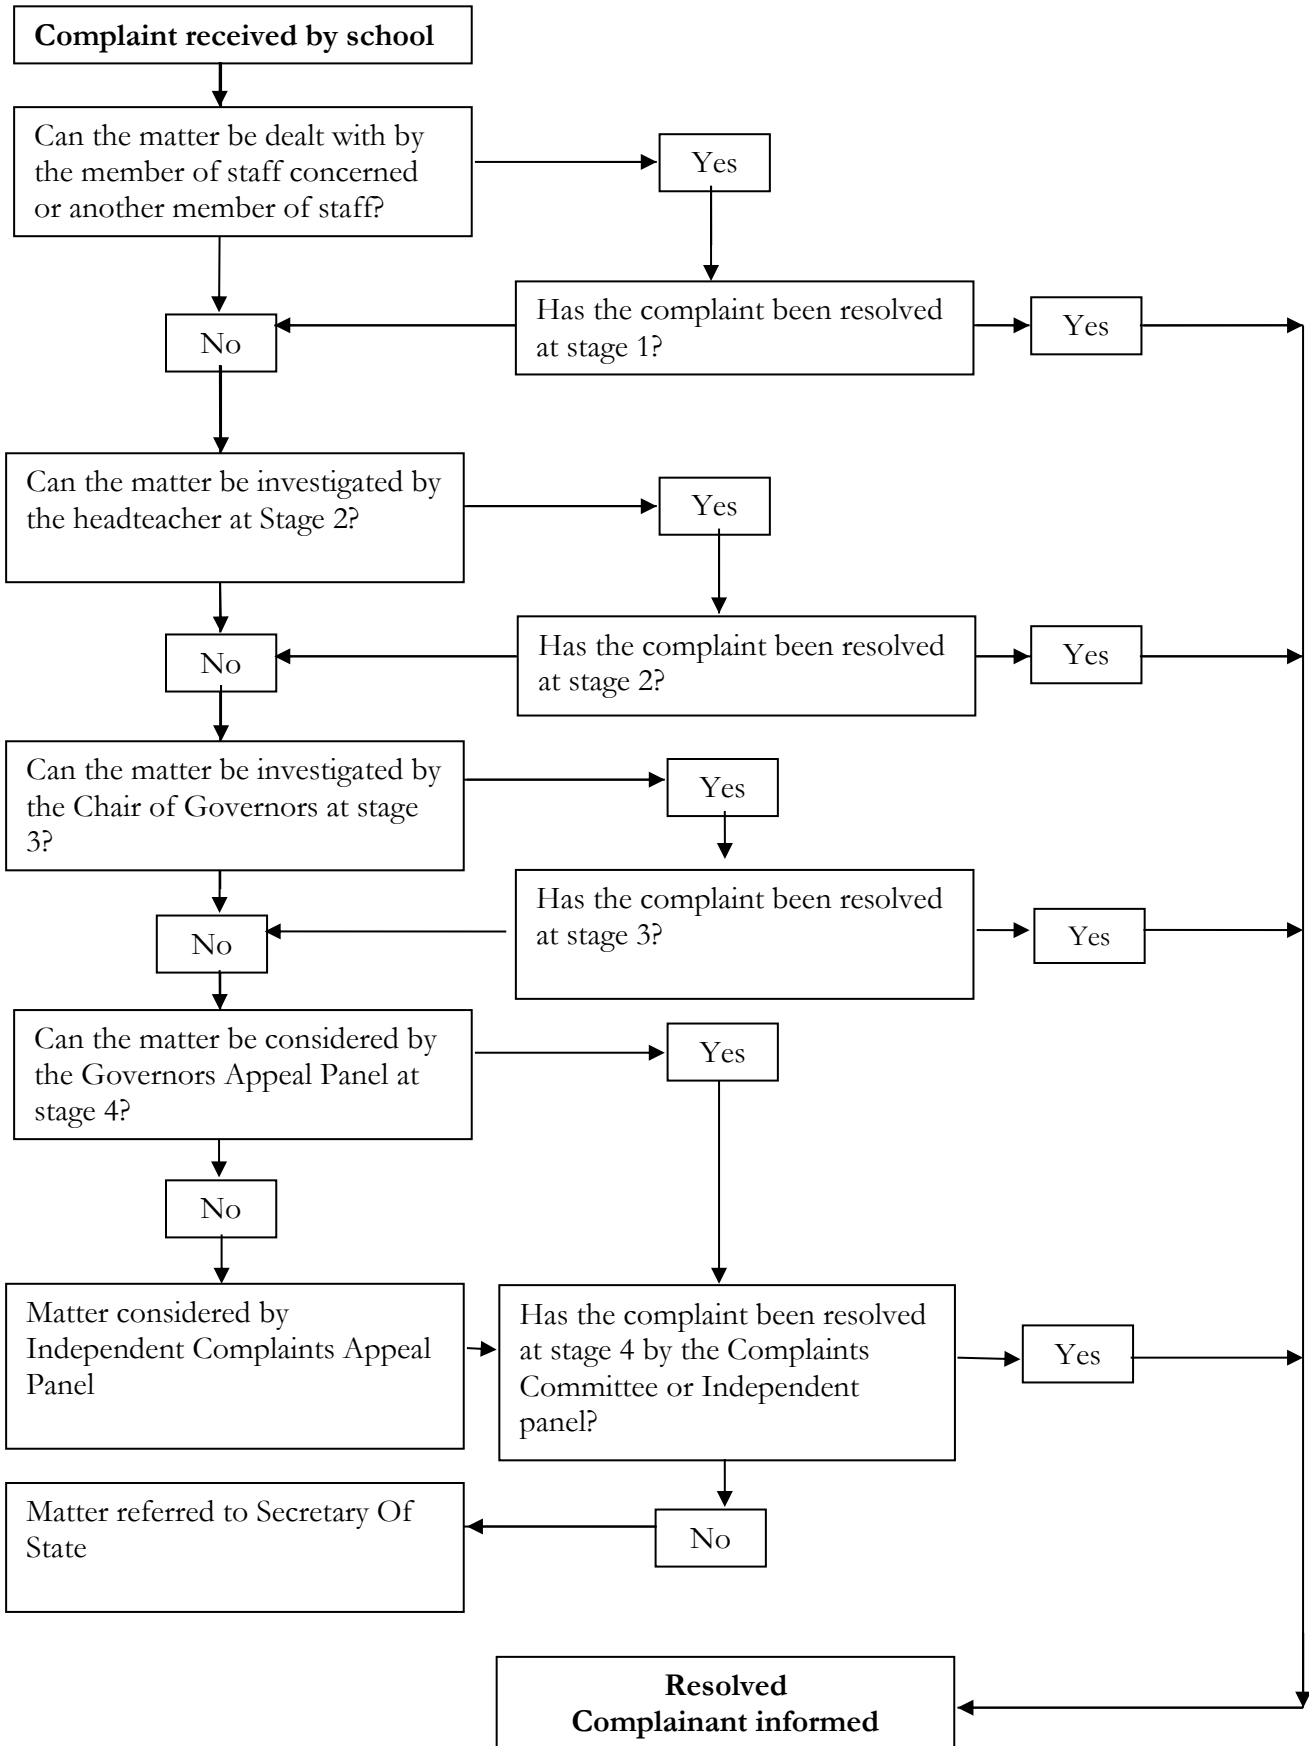 Complaint received by school
Can the matter be dealt with by
the member of staff concerned
or another member of staff?
Yes
Has the complaint been resolved
at stage 1?
Yes
No
Can the matter be investigated by
the headteacher at Stage 2?
Yes
Has the complaint been resolved
at stage 2?
Yes
No
Can the matter be investigated by
the Chair of Governors at stage
3?
Yes
Has the complaint been resolved
at stage 3?
Yes
No
Can the matter be considered by
the Governors Appeal Panel at
stage 4?
Yes
No
Matter considered by
Independent Complaints Appeal
Panel
Has the complaint been resolved
at stage 4 by the Complaints
Committee or Independent
panel?
Yes
No
Matter referred to Secretary Of
State
Resolved
Complainant informed